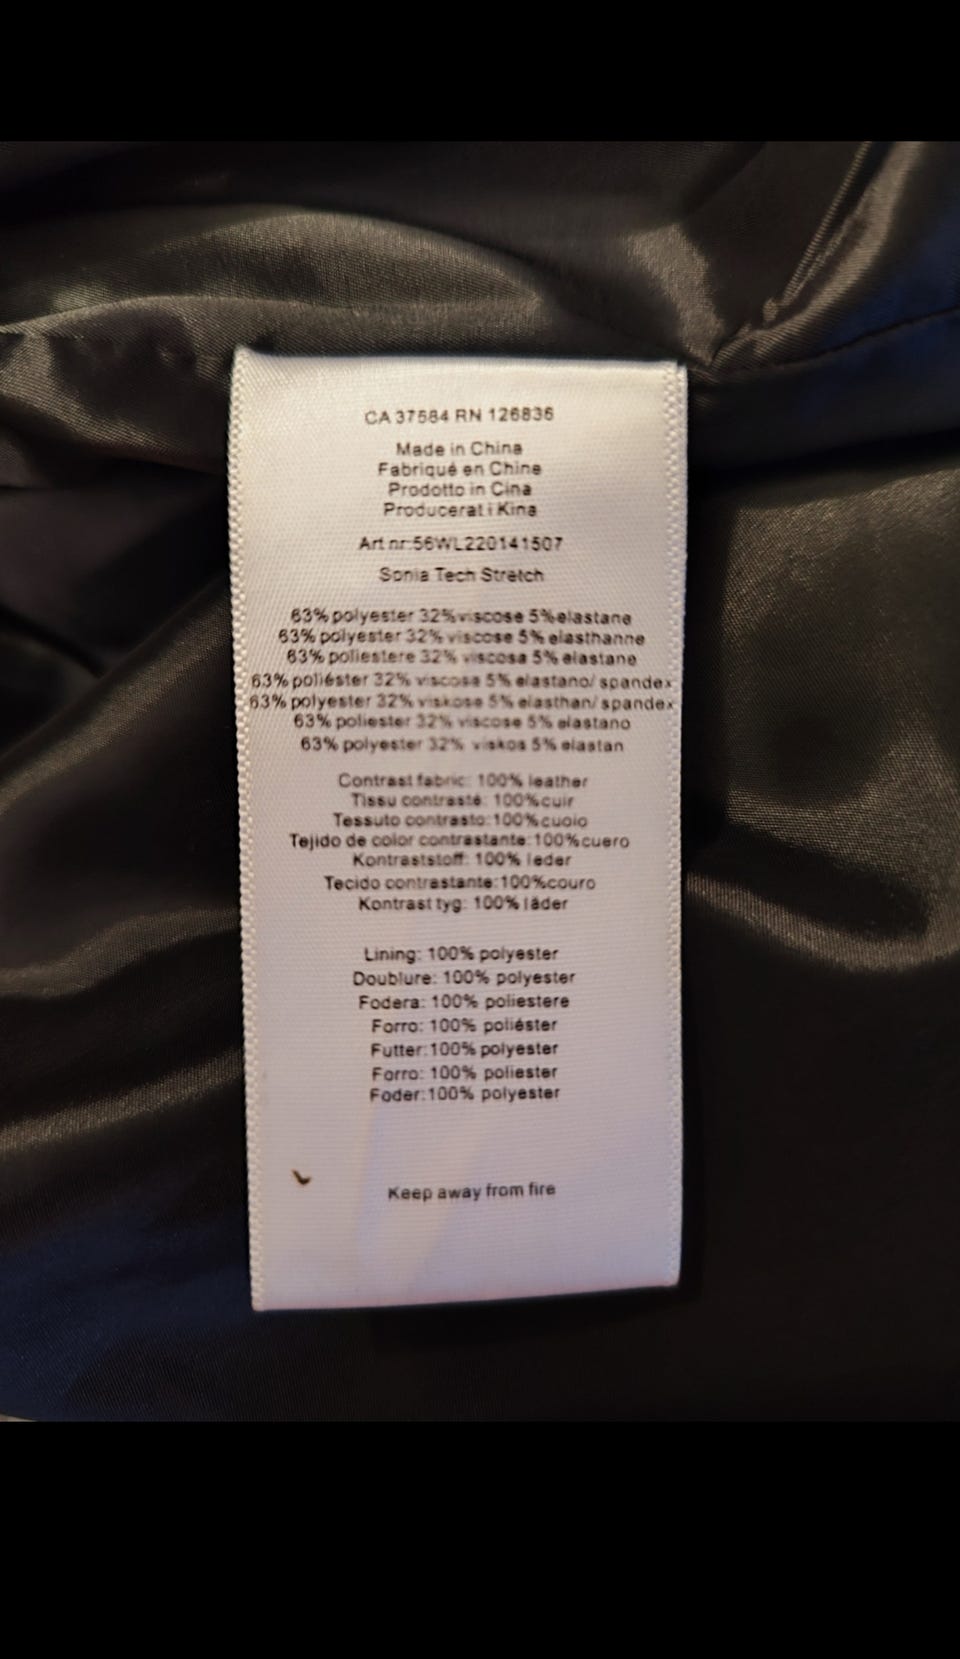 CA 37584 RN 126836
Made in China
Fabriqué en Chine
Prodotto in Cina
Producerat i Kina
Art nr:56WL220141507
Sonia Tech Stretch
63% polyester 32%viscose 5%elastane
63% polyester 32% viscose 5% elasthanne
63% poliestere 32% viscosa 5% elastane
63% poliéster 32% viscosa 5% elastano/ spandex
63% polyester 32% viskose 5% elasthan/ spandex
63% poliester 32% viscosa 5% elastano
63% polyester 32% viskos 5% elastan
Contrast fabric: 100% leather
Tissu contrasté: 100%cuir
Tessuto contrasto:100%cuoio
Tejido de color contrastante:100%cuero
Kontraststoff: 100% leder
Tecido contrastante:100%couro
Kontrast tyg: 100% läder
Lining: 100% polyester
Doublure: 100% polyester
Fodera: 100% poliestere
Forro: 100% poliéster
Futter:100% polyester
Forro: 100% poliester
Foder:100% polyester
Keep away from fire